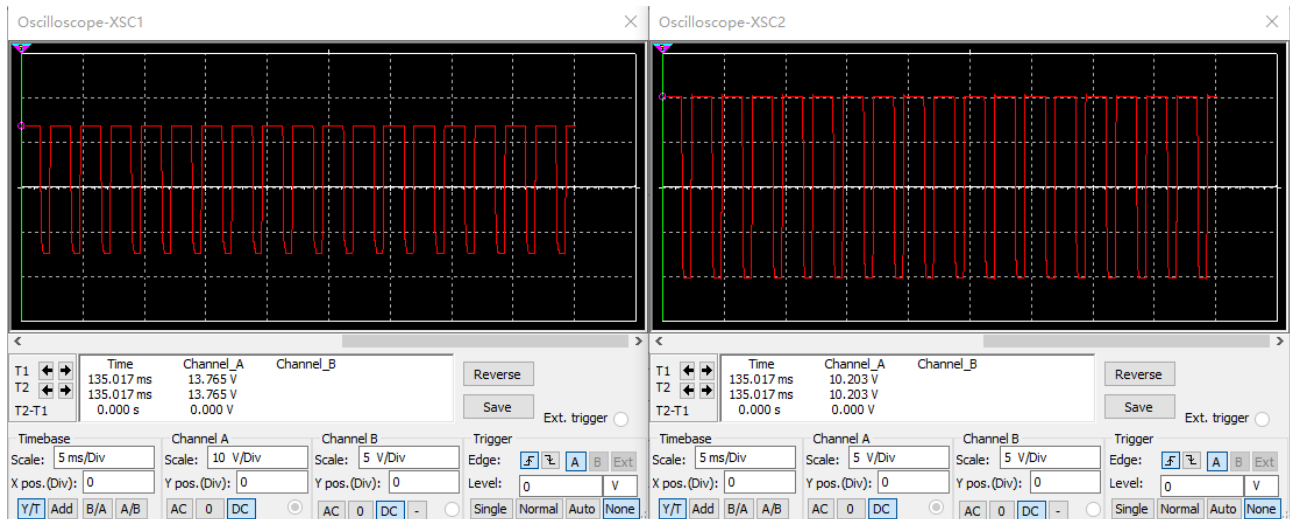 Oscilloscope-XSC1
Time Channel_A Channel_B
T1 135.017 ms 13.765 V
T2 135.017 ms 13.765 V
T2-T1 0.000 s 0.000 V
Reverse
Save
Ext. trigger
Timebase
Scale: 5 ms/Div
X pos.(Div): 0
Y/T Add B/A A/B
Channel A
Scale: 10 V/Div
Y pos.(Div): 0
AC 0 DC
Channel B
Scale: 5 V/Div
Y pos.(Div): 0
AC 0 DC -
Trigger
Edge: A B Ext
Level: 0 V
Single Normal Auto None
Oscilloscope-XSC2
Time Channel_A Channel_B
T1 135.017 ms 10.203 V
T2 135.017 ms 10.203 V
T2-T1 0.000 s 0.000 V
Reverse
Save
Ext. trigger
Timebase
Scale: 5 ms/Div
X pos.(Div): 0
Y/T Add B/A A/B
Channel A
Scale: 5 V/Div
Y pos.(Div): 0
AC 0 DC
Channel B
Scale: 5 V/Div
Y pos.(Div): 0
AC 0 DC -
Trigger
Edge: A B Ext
Level: 0 V
Single Normal Auto None